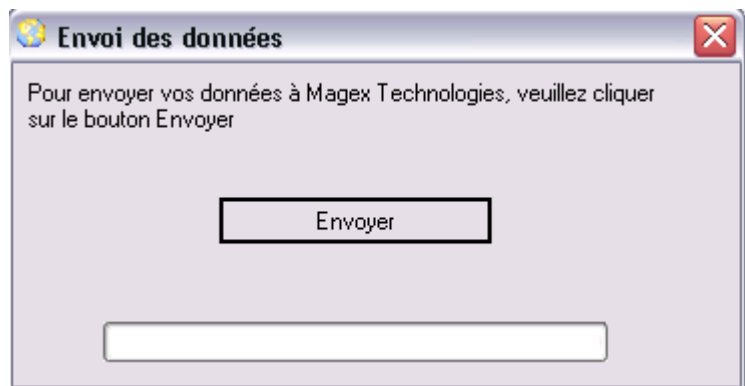 Envoi des données
Pour envoyer vos données à Magex Technologies, veuillez cliquer
sur le bouton Envoyer
Envoyer